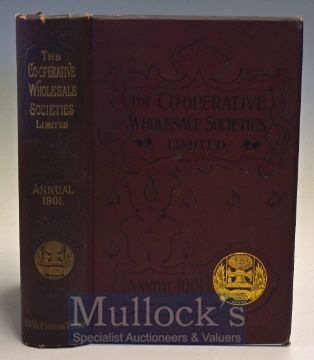 THE
CO-OPERATIVE
WHOLESALE
SOCIETIES
LIMITED
ANNUAL
1901.
THE CO-OPERATIVE
WHOLESALE SOCIETIES
LIMITED
ANNUAL 1901
Mullock's
Specialist Auctioneers & Valuers